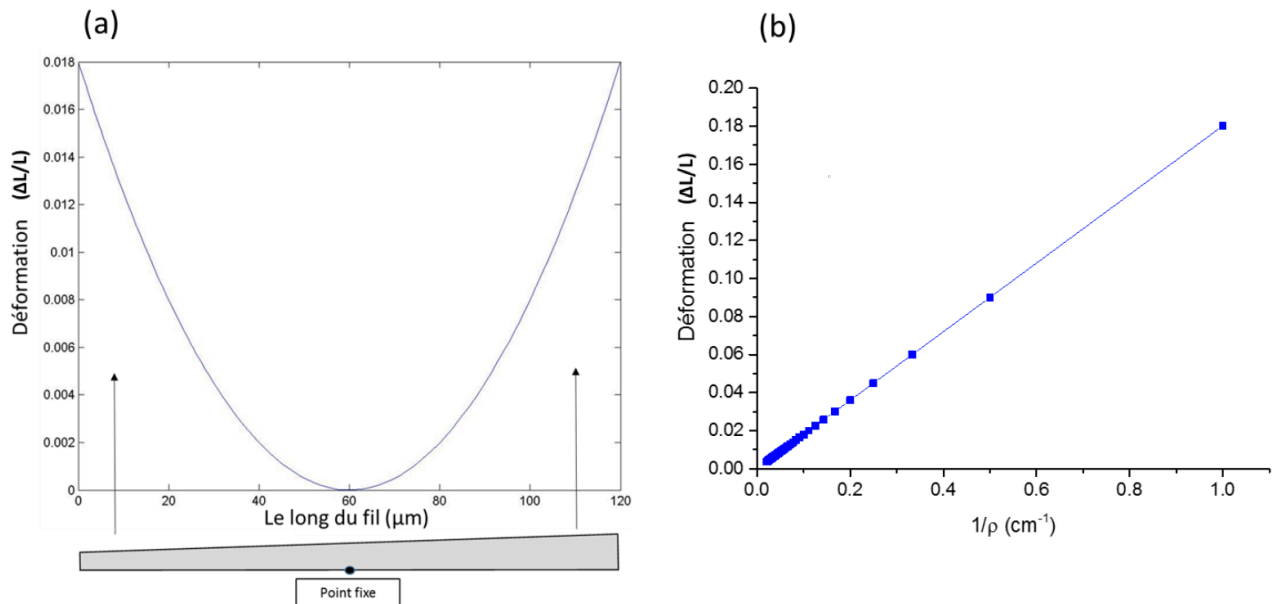 (a)
0.018
0.016
0.014
0.012
0.01
0.008
0.006
0.004
0.002
0
0 20 40 60 80 100 120
Déformation (ΔL/L)
Le long du fil (µm)
Point fixe
(b)
0.20
0.18
0.16
0.14
0.12
0.10
0.08
0.06
0.04
0.02
0.00
0.0 0.2 0.4 0.6 0.8 1.0
Déformation (ΔL/L)
1/ρ (cm⁻¹)